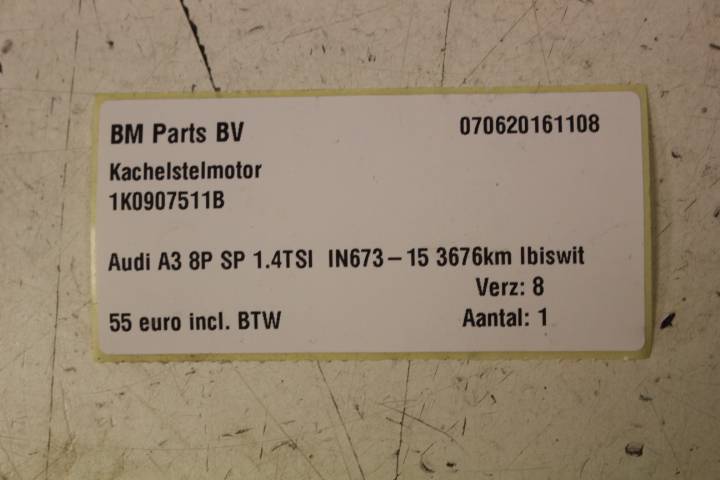 BM Parts BV 070620161108
Kachelstelmotor
1K0907511B
Audi A3 8P SP 1.4TSI IN673-15 3676km Ibiswit
Verz: 8
55 euro incl. BTW Aantal: 1